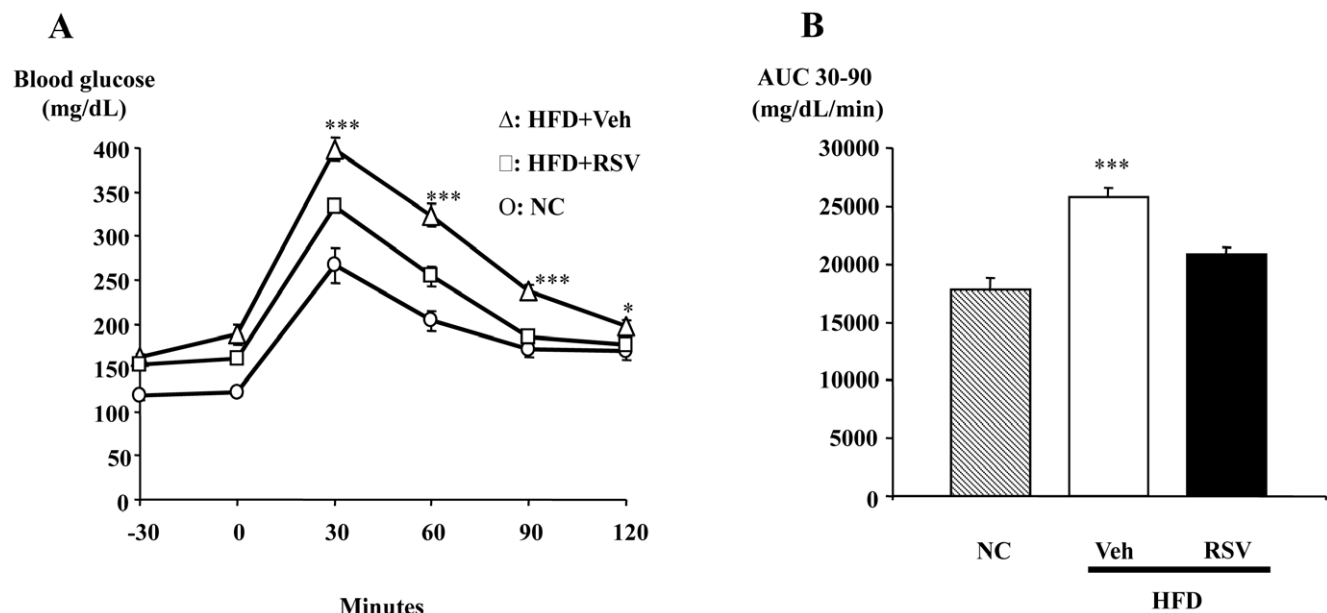 A
Blood glucose
(mg/dL)
Δ: HFD+Veh
□: HFD+RSV
O: NC
***
***
***
*
400
350
300
250
200
150
100
50
0
-30 0 30 60 90 120
Minutes
B
AUC 30-90
(mg/dL/min)
30000
25000
20000
15000
10000
5000
0
***
NC Veh RSV
HFD